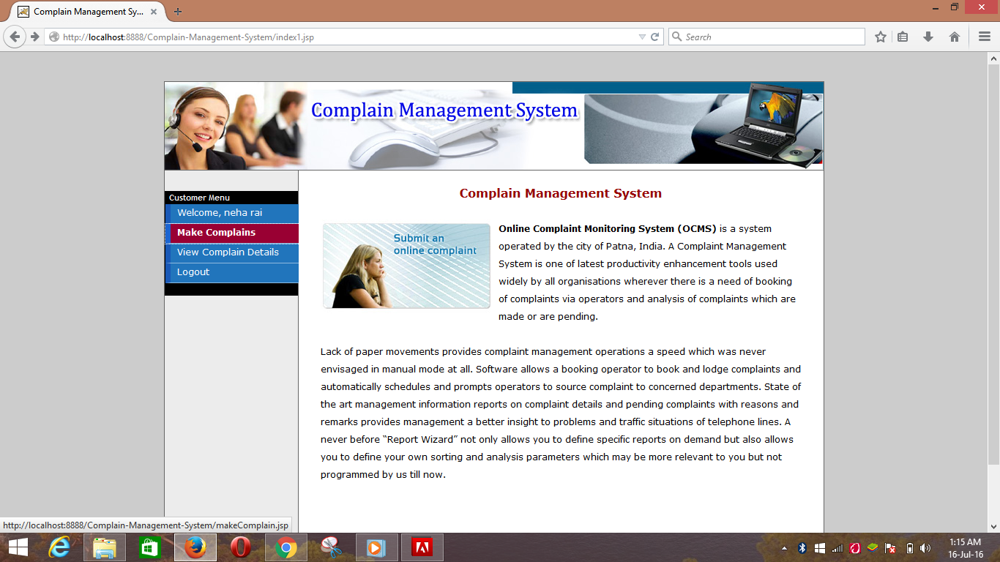 Complain Management Sy...
http://localhost:8888/Complain-Management-System/index1.jsp
Search
Complain Management System
Customer Menu
Welcome, neha rai
Make Complains
View Complain Details
Logout
Complain Management System
Submit an
online complaint
Online Complaint Monitoring System (OCMS) is a system
operated by the city of Patna, India. A Complaint Management
System is one of latest productivity enhancement tools used
widely by all organisations wherever there is a need of booking
of complaints via operators and analysis of complaints which are
made or are pending.
Lack of paper movements provides complaint management operations a speed which was never
envisaged in manual mode at all. Software allows a booking operator to book and lodge complaints and
automatically schedules and prompts operators to source complaint to concerned departments. State of
the art management information reports on complaint details and pending complaints with reasons and
remarks provides management a better insight to problems and traffic situations of telephone lines. A
never before “Report Wizard” not only allows you to define specific reports on demand but also allows
you to define your own sorting and analysis parameters which may be more relevant to you but not
programmed by us till now.
http://localhost:8888/Complain-Management-System/makeComplain.jsp
1:15 AM
16-Jul-16